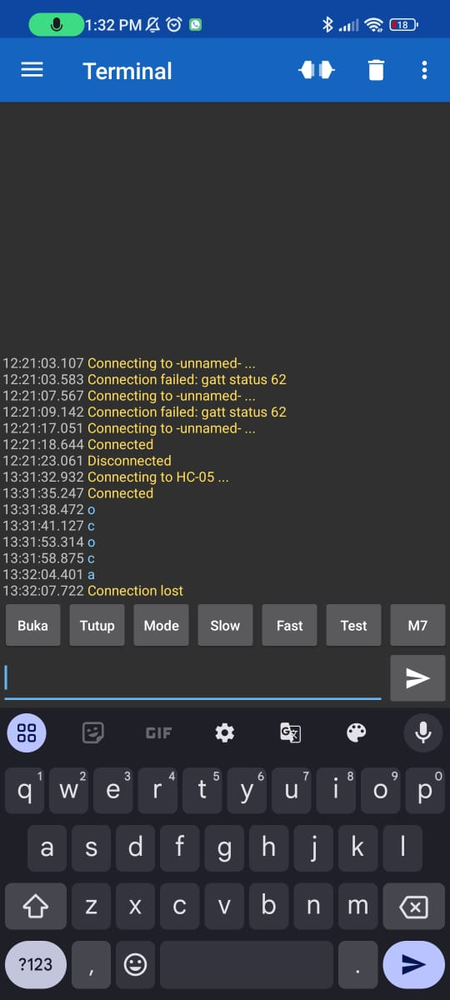 1:32 PM
18
Terminal
12:21:03.107 Connecting to -unnamed- ...
12:21:03.583 Connection failed: gatt status 62
12:21:07.567 Connecting to -unnamed- ...
12:21:09.142 Connection failed: gatt status 62
12:21:17.051 Connecting to -unnamed- ...
12:21:18.644 Connected
12:21:23.061 Disconnected
13:31:32.932 Connecting to HC-05 ...
13:31:35.247 Connected
13:31:38.472 o
13:31:41.127 c
13:31:53.314 o
13:31:58.875 c
13:32:04.401 a
13:32:07.722 Connection lost
Buka Tutup Mode Slow Fast Test M7
GIF
q1 w2 e3 r4 t5 y6 u7 i8 o9 p0
a s d f g h j k l
z x c v b n m
?123 , .